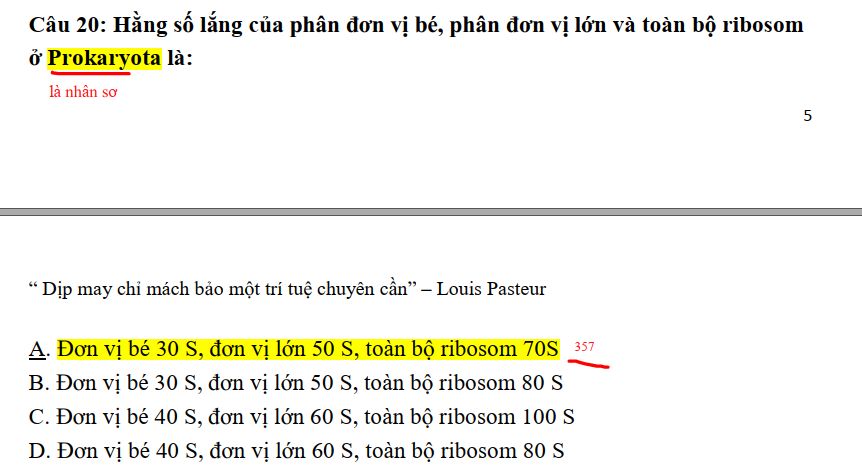 Câu 20: Hằng số lắng của phân đơn vị bé, phân đơn vị lớn và toàn bộ ribosom
ở Prokaryota là:
là nhân sơ
5
“ Dịp may chỉ mách bảo một trí tuệ chuyên cần” – Louis Pasteur
A. Đơn vị bé 30 S, đơn vị lớn 50 S, toàn bộ ribosom 70S 357
B. Đơn vị bé 30 S, đơn vị lớn 50 S, toàn bộ ribosom 80 S
C. Đơn vị bé 40 S, đơn vị lớn 60 S, toàn bộ ribosom 100 S
D. Đơn vị bé 40 S, đơn vị lớn 60 S, toàn bộ ribosom 80 S